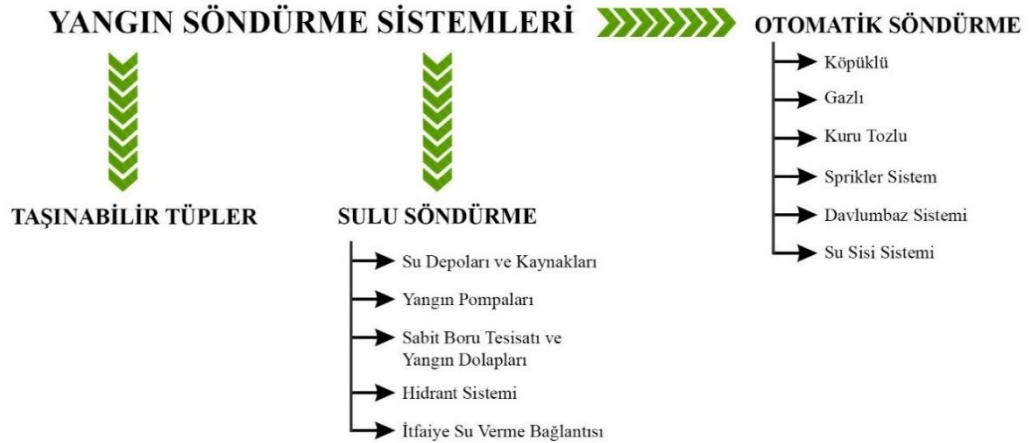 YANGIN SÖNDÜRME SİSTEMLERİ
OTOMATİK SÖNDÜRME
Köpüklü
Gazlı
Kuru Tozlu
Sprikler Sistem
Davlumbaz Sistemi
Su Sisi Sistemi
TAŞINABİLİR TÜPLER
SULU SÖNDÜRME
Su Depoları ve Kaynakları
Yangın Pompaları
Sabit Boru Tesisatı ve
Yangın Dolapları
Hidrant Sistemi
İtfaiye Su Verme Bağlantısı